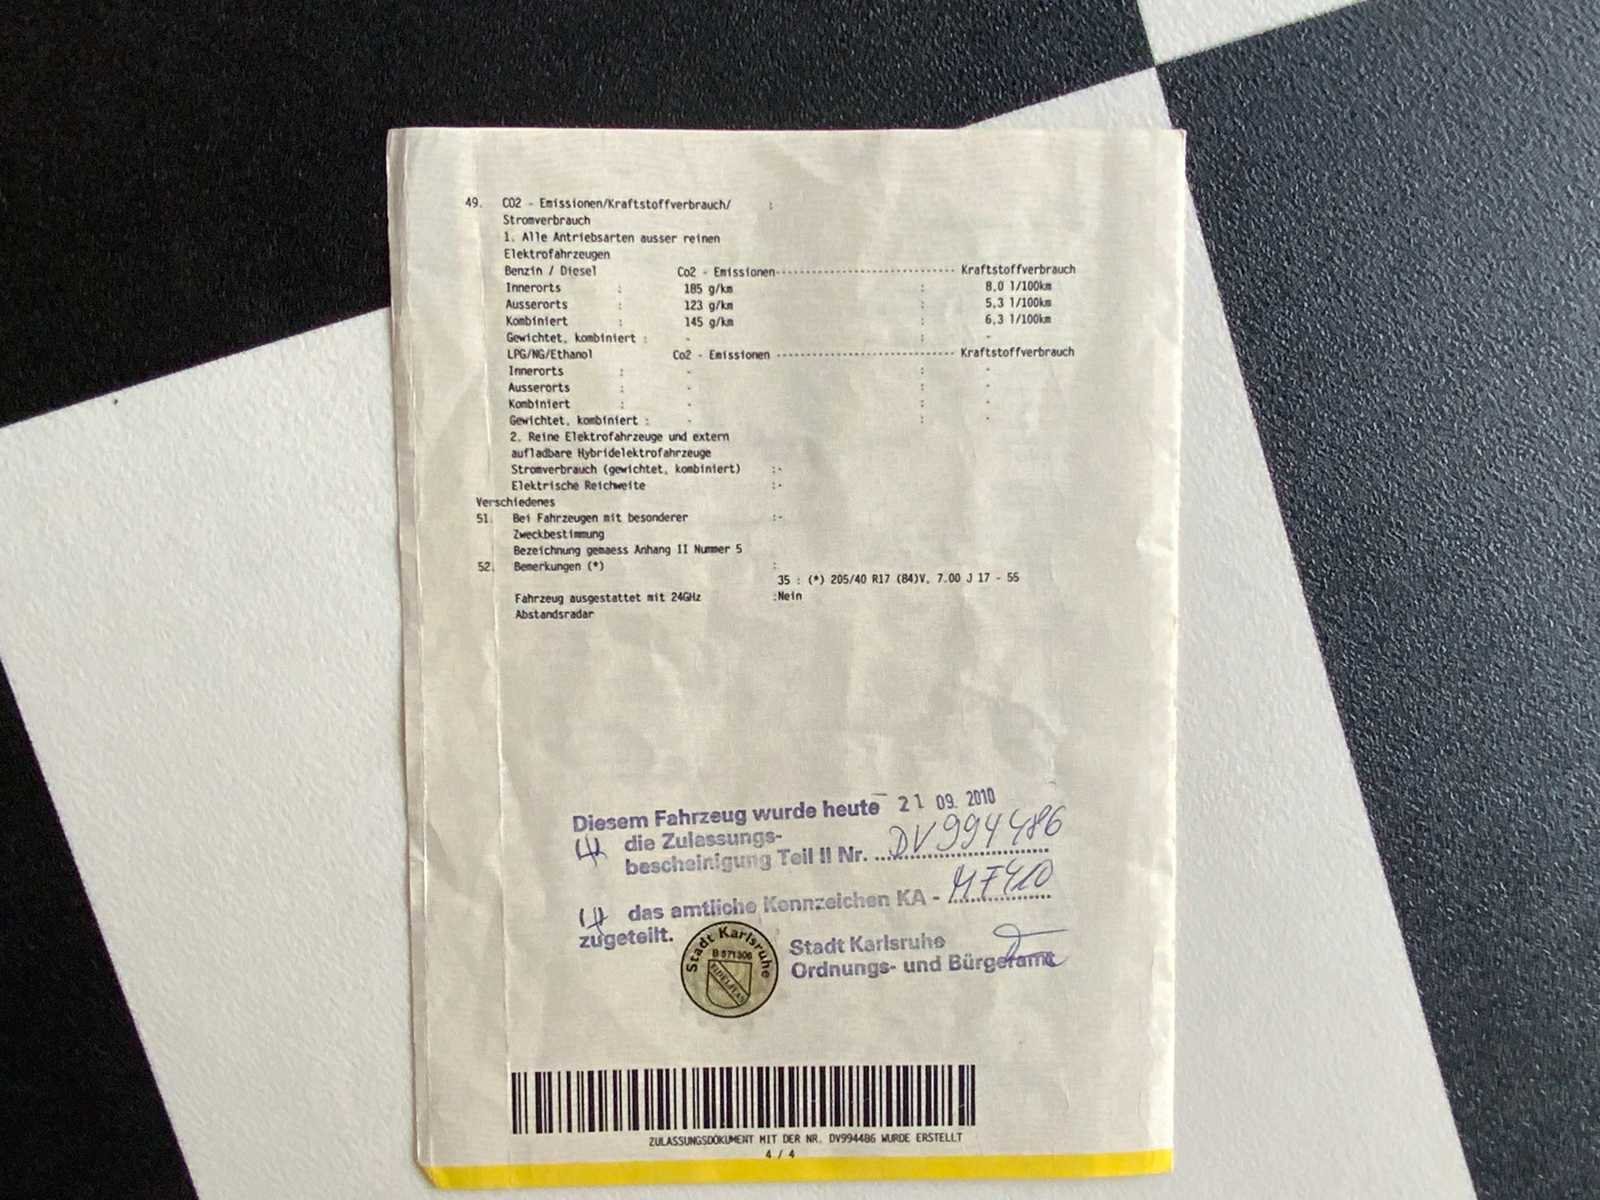 49. CO2 - Emissionen/Kraftstoffverbrauch/ :
Stromverbrauch
1. Alle Antriebsarten ausser reinen
Elektrofahrzeugen
Benzin / Diesel Co2 - Emissionen---------------------------- Kraftstoffverbrauch
Innerorts : 185 g/km : 8,0 l/100km
Ausserorts : 123 g/km : 5,3 l/100km
Kombiniert : 145 g/km : 6,3 l/100km
Gewichtet, kombiniert : - : -
LPG/NG/Ethanol Co2 - Emissionen ---------------------------- Kraftstoffverbrauch
Innerorts : - : -
Ausserorts : - : -
Kombiniert : - : -
Gewichtet, kombiniert : - : -
2. Reine Elektrofahrzeuge und extern
aufladbare Hybridelektrofahrzeuge
Stromverbrauch (gewichtet, kombiniert) :-
Elektrische Reichweite :-
Verschiedenes
51. Bei Fahrzeugen mit besonderer :-
Zweckbestimmung
Bezeichnung gemaess Anhang II Nummer 5
52. Bemerkungen (*) :
35 : (*) 205/40 R17 (84)V, 7.00 J 17 - 55
Fahrzeug ausgestattet mit 24GHz :Nein
Abstandsradar
Diesem Fahrzeug wurde heute 21 09. 2010
die Zulassungs-
bescheinigung Teil II Nr. DV994486
das amtliche Kennzeichen KA - MF410
zugeteilt.
Stadt Karlsruhe
B 571306
FIDELITAS
Stadt Karlsruhe
Ordnungs- und Bürgeramt
ZULASSUNGSDOKUMENT MIT DER NR. DV994486 WURDE ERSTELLT
4 / 4